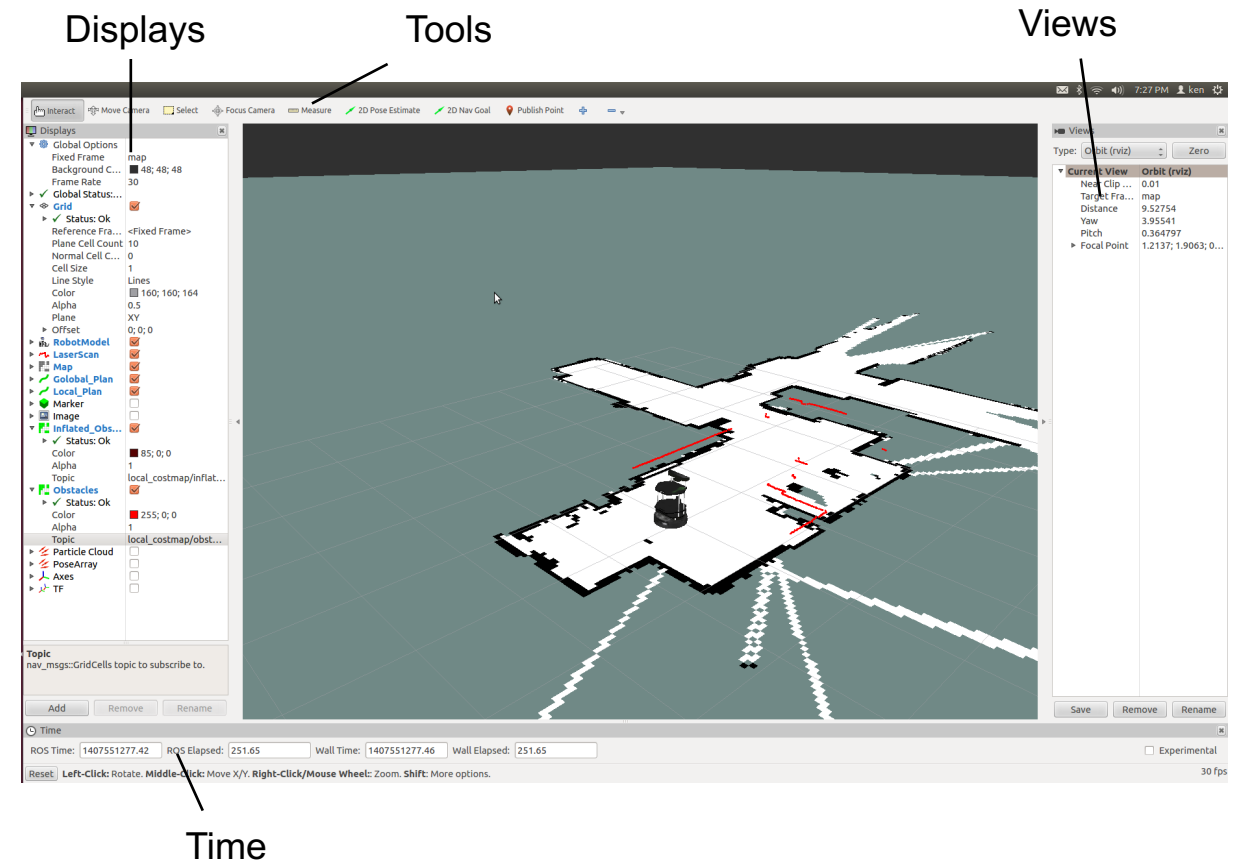 Displays
Tools
Views
7:27 PM ken
Interact Move Camera Select Focus Camera Measure 2D Pose Estimate 2D Nav Goal Publish Point
Displays
Global Options
Fixed Frame map
Background C... 48; 48; 48
Frame Rate 30
Global Status:...
Grid
Status: Ok
Reference Fra... <Fixed Frame>
Plane Cell Count 10
Normal Cell C... 0
Cell Size 1
Line Style Lines
Color 160; 160; 164
Alpha 0.5
Plane XY
Offset 0; 0; 0
RobotModel
LaserScan
Map
Golobal_Plan
Local_Plan
Marker
Image
Inflated_Obs...
Status: Ok
Color 85; 0; 0
Alpha 1
Topic local_costmap/inflat...
Obstacles
Status: Ok
Color 255; 0; 0
Alpha 1
Topic local_costmap/obst...
Particle Cloud
PoseArray
Axes
TF
Topic
nav_msgs::GridCells topic to subscribe to.
Add Remove Rename
Views
Type: Orbit (rviz) Zero
Current View Orbit (rviz)
Near Clip ... 0.01
Target Fra... map
Distance 9.52754
Yaw 3.95541
Pitch 0.364797
Focal Point 1.2137; 1.9063; 0...
Save Remove Rename
Time
ROS Time: 1407551277.42 ROS Elapsed: 251.65 Wall Time: 1407551277.46 Wall Elapsed: 251.65 Experimental
Reset Left-Click: Rotate. Middle-Click: Move X/Y. Right-Click/Mouse Wheel:: Zoom. Shift: More options. 30 fps
Time